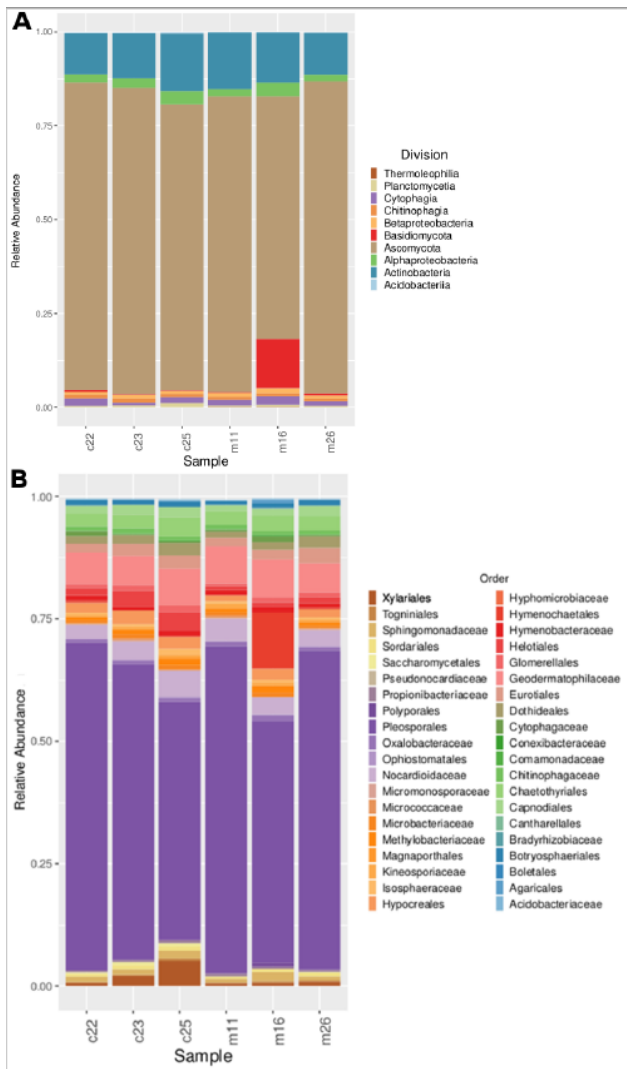 A
1.00
0.75
0.50
0.25
0.00
Relative Abundance
c22
c23
c25
m11
m16
m26
Sample
Division
Thermoleophilia
Planctomycetia
Cytophagia
Chitinophagia
Betaproteobacteria
Basidiomycota
Ascomycota
Alphaproteobacteria
Actinobacteria
Acidobacteriia
B
1.00
0.75
0.50
0.25
0.00
Relative Abundance
c22
c23
c25
m11
m16
m26
Sample
Order
Xylariales
Togniniales
Sphingomonadaceae
Sordariales
Saccharomycetales
Pseudonocardiaceae
Propionibacteriaceae
Polyporales
Pleosporales
Oxalobacteraceae
Ophiostomatales
Nocardioidaceae
Micromonosporaceae
Micrococcaceae
Microbacteriaceae
Methylobacteriaceae
Magnaporthales
Kineosporiaceae
Isosphaeraceae
Hypocreales
Hyphomicrobiaceae
Hymenochaetales
Hymenobacteraceae
Helotiales
Glomerellales
Geodermatophilaceae
Eurotiales
Dothideales
Cytophagaceae
Conexibacteraceae
Comamonadaceae
Chitinophagaceae
Chaetothyriales
Capnodiales
Cantharellales
Bradyrhizobiaceae
Botryosphaeriales
Boletales
Agaricales
Acidobacteriaceae